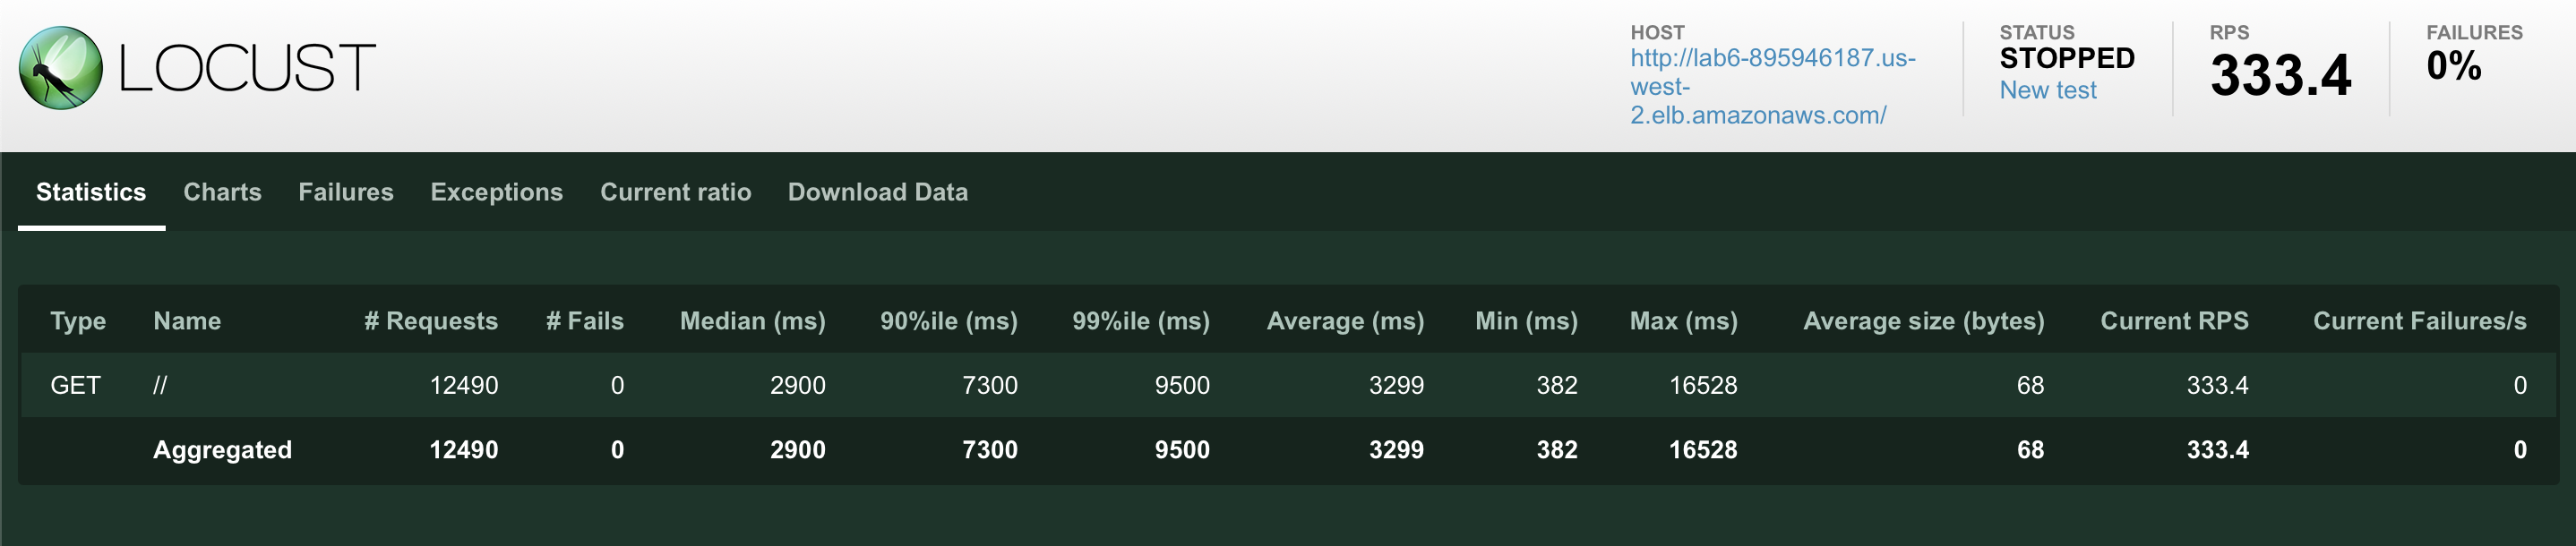 LOCUST
HOST
http://lab6-895946187.us-
west-
2.elb.amazonaws.com/
STATUS
STOPPED
New test
RPS
333.4
FAILURES
0%
Statistics Charts Failures Exceptions Current ratio Download Data
Type Name # Requests # Fails Median (ms) 90%ile (ms) 99%ile (ms) Average (ms) Min (ms) Max (ms) Average size (bytes) Current RPS Current Failures/s
GET // 12490 0 2900 7300 9500 3299 382 16528 68 333.4 0
Aggregated 12490 0 2900 7300 9500 3299 382 16528 68 333.4 0